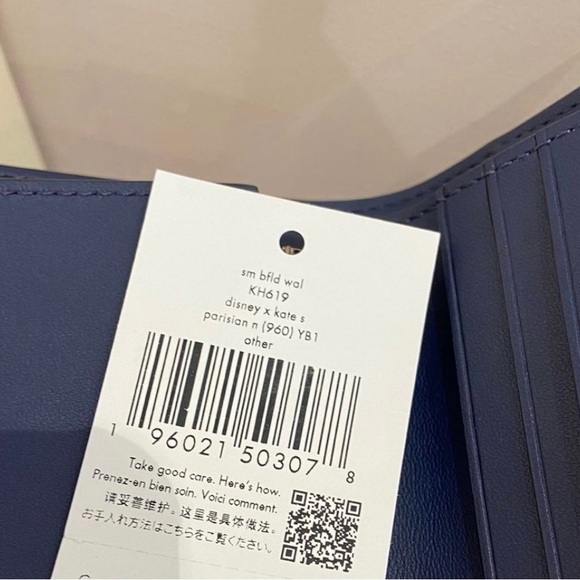 sm bfld wal
KH619
disney x kate s
parisian n (960) YB1
other
1 96021 50307 8
Take good care. Here's how.
Prenez-en bien soin. Voici comment.
请妥善维护。这里是具体做法。
お手入れ方法はこちらをご覧ください。